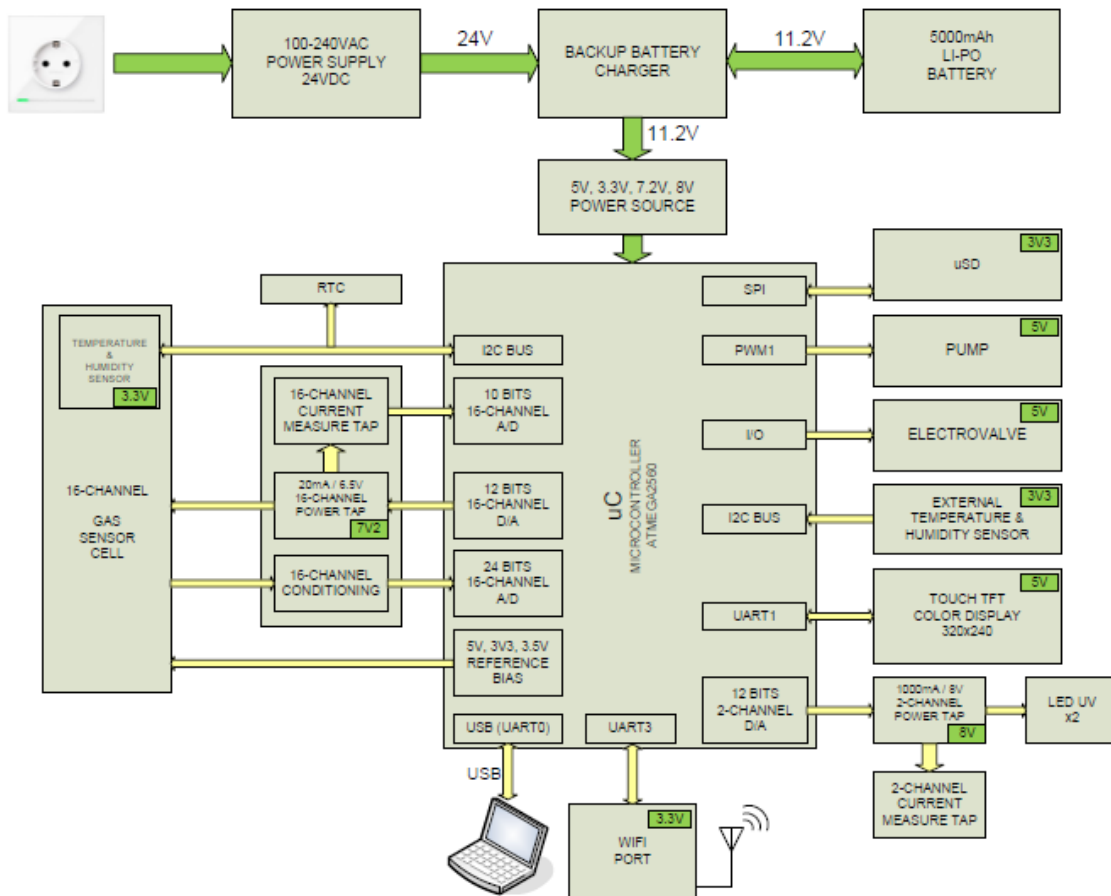 100-240VAC
POWER SUPPLY
24VDC
24V
BACKUP BATTERY
CHARGER
11.2V
5000mAh
LI-PO
BATTERY
11.2V
5V, 3.3V, 7.2V, 8V
POWER SOURCE
RTC
TEMPERATURE
&
HUMIDITY
SENSOR
3.3V
16-CHANNEL
GAS
SENSOR
CELL
16-CHANNEL
CURRENT
MEASURE TAP
20mA / 6.5V
16-CHANNEL
POWER TAP
7V2
16-CHANNEL
CONDITIONING
I2C BUS
10 BITS
16-CHANNEL
A/D
12 BITS
16-CHANNEL
D/A
24 BITS
16-CHANNEL
A/D
5V, 3V3, 3.5V
REFERENCE
BIAS
USB (UART0)
UART3
uC
MICROCONTROLLER
ATMEGA2560
SPI
PWM1
I/O
I2C BUS
UART1
12 BITS
2-CHANNEL
D/A
3V3
uSD
5V
PUMP
5V
ELECTROVALVE
3V3
EXTERNAL
TEMPERATURE &
HUMIDITY SENSOR
5V
TOUCH TFT
COLOR DISPLAY
320x240
1000mA / 8V
2-CHANNEL
POWER TAP
8V
LED UV
x2
2-CHANNEL
CURRENT
MEASURE TAP
USB
3.3V
WIFI
PORT